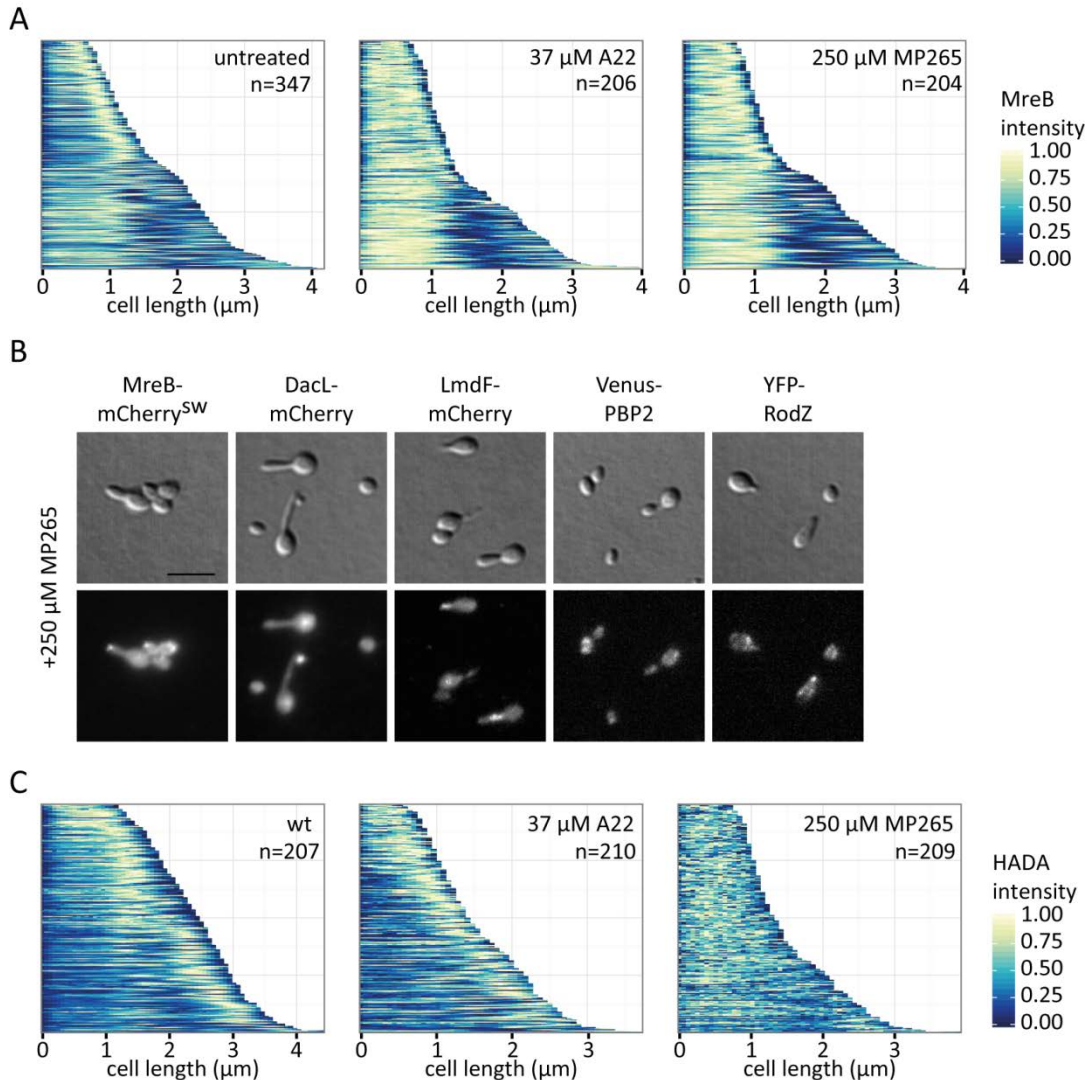 A
untreated
n=347
37 µM A22
n=206
250 µM MP265
n=204
MreB
intensity
1.00
0.75
0.50
0.25
0.00
0 1 2 3 4
0 1 2 3 4
0 1 2 3 4
cell length (µm)
cell length (µm)
cell length (µm)
B
MreB-
mCherrySW
DacL-
mCherry
LmdF-
mCherry
Venus-
PBP2
YFP-
RodZ
+250 µM MP265
C
wt
n=207
37 µM A22
n=210
250 µM MP265
n=209
HADA
intensity
1.00
0.75
0.50
0.25
0.00
0 1 2 3 4
0 1 2 3
0 1 2 3
cell length (µm)
cell length (µm)
cell length (µm)